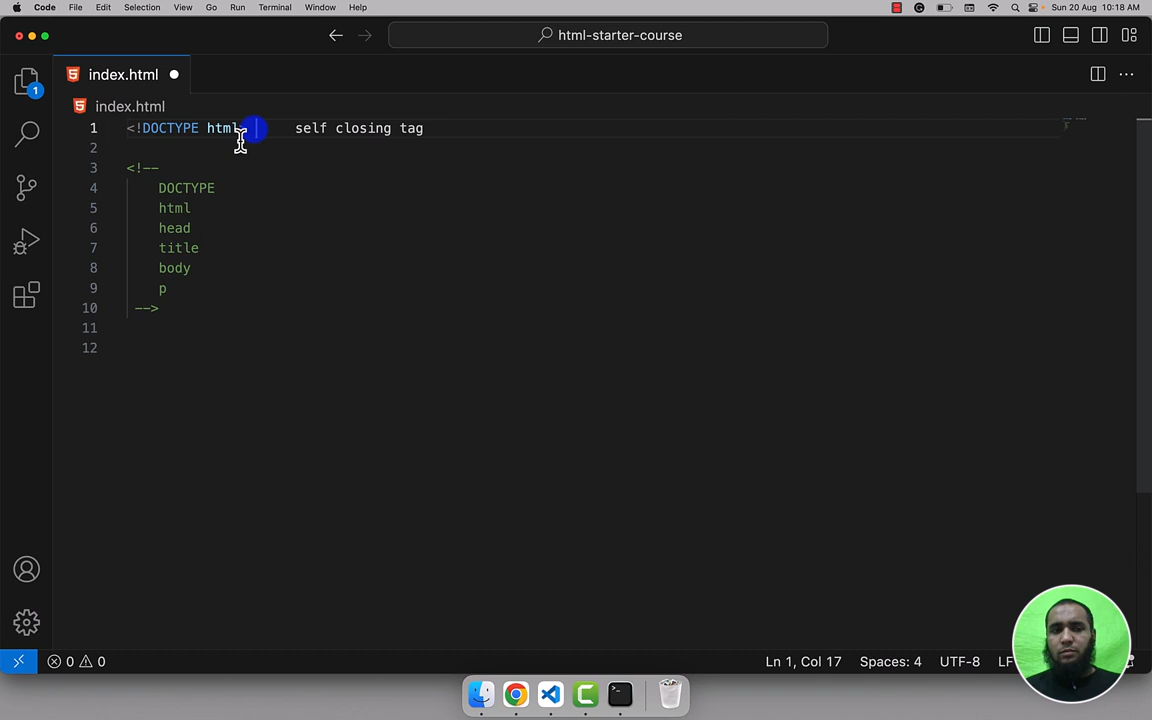 Code File Edit Selection View Go Run Terminal Window Help Sun 20 Aug 10:18 AM
html-starter-course
index.html
index.html
1 <!DOCTYPE html> self closing tag
2
3 <!--
4 DOCTYPE
5 html
6 head
7 title
8 body
9 p
10 -->
11
12
1
0 0 Ln 1, Col 17 Spaces: 4 UTF-8 LF